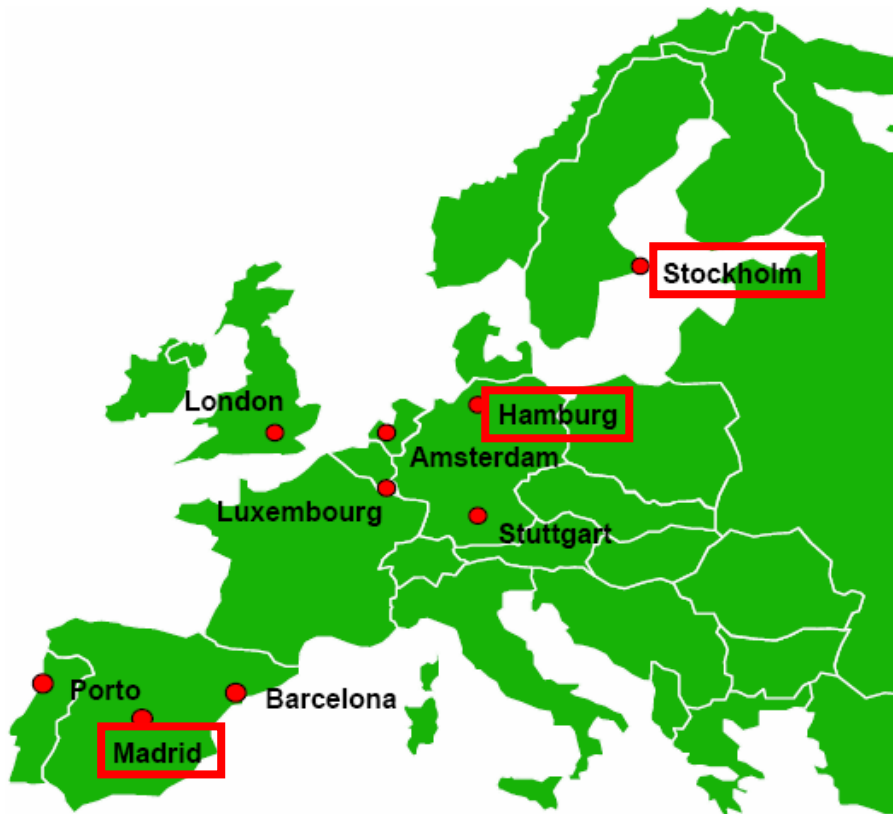 Stockholm
London
Hamburg
Amsterdam
Luxembourg
Stuttgart
Porto
Barcelona
Madrid